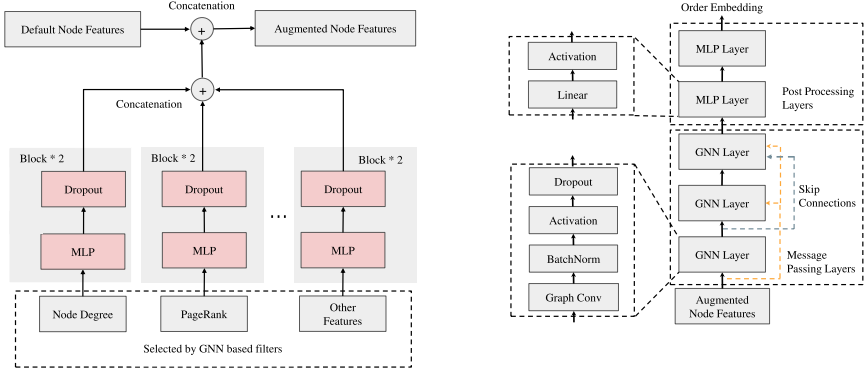 Concatenation
Default Node Features
+
Augmented Node Features
+
Concatenation
Block * 2
Block * 2
Block * 2
Dropout
Dropout
Dropout
...
MLP
MLP
MLP
Node Degree
PageRank
Other
Features
Selected by GNN based filters
Order Embedding
MLP Layer
Activation
Linear
MLP Layer
Post Processing
Layers
GNN Layer
Dropout
Activation
BatchNorm
Graph Conv
GNN Layer
Skip
Connections
GNN Layer
Message
Passing Layers
Augmented
Node Features